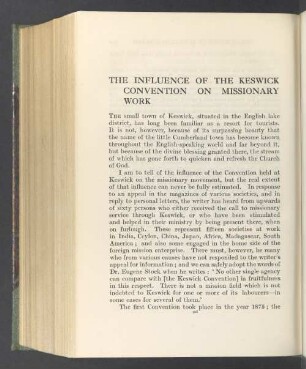 THE INFLUENCE OF THE KESWICK
CONVENTION ON MISSIONARY
WORK
THE small town of Keswick, situated in the English lake
district, has long been familiar as a resort for tourists.
It is not, however, because of its surpassing beauty that
the name of the little Cumberland town has become known
throughout the English-speaking world and far beyond it,
but because of the divine blessing granted there, the stream
of which has gone forth to quicken and refresh the Church
of God.
I am to tell of the influence of the Convention held at
Keswick on the missionary movement, but the real extent
of that influence can never be fully estimated. In response
to an appeal in the magazines of various societies, and in
reply to personal letters, the writer has heard from upwards
of sixty persons who either received the call to missionary
service through Keswick, or who have been stimulated
and helped in their ministry by being present there, when
on furlough. These represent fifteen societies at work
in India, Ceylon, China, Japan, Africa, Madagascar, South
America; and also some engaged in the home side of the
foreign mission enterprise. There must, however, be many
who from various causes have not responded to the writer's
appeal for information; and we can safely adopt the words of
Dr. Eugene Stock when he writes: 'No other single agency
can compare with [the Keswick Convention] in fruitfulness
in this respect. There is not a mission field which is not
indebted to Keswick for one or more of its labourers—in
some cases for several of them.'
The first Convention took place in the year 1875; the